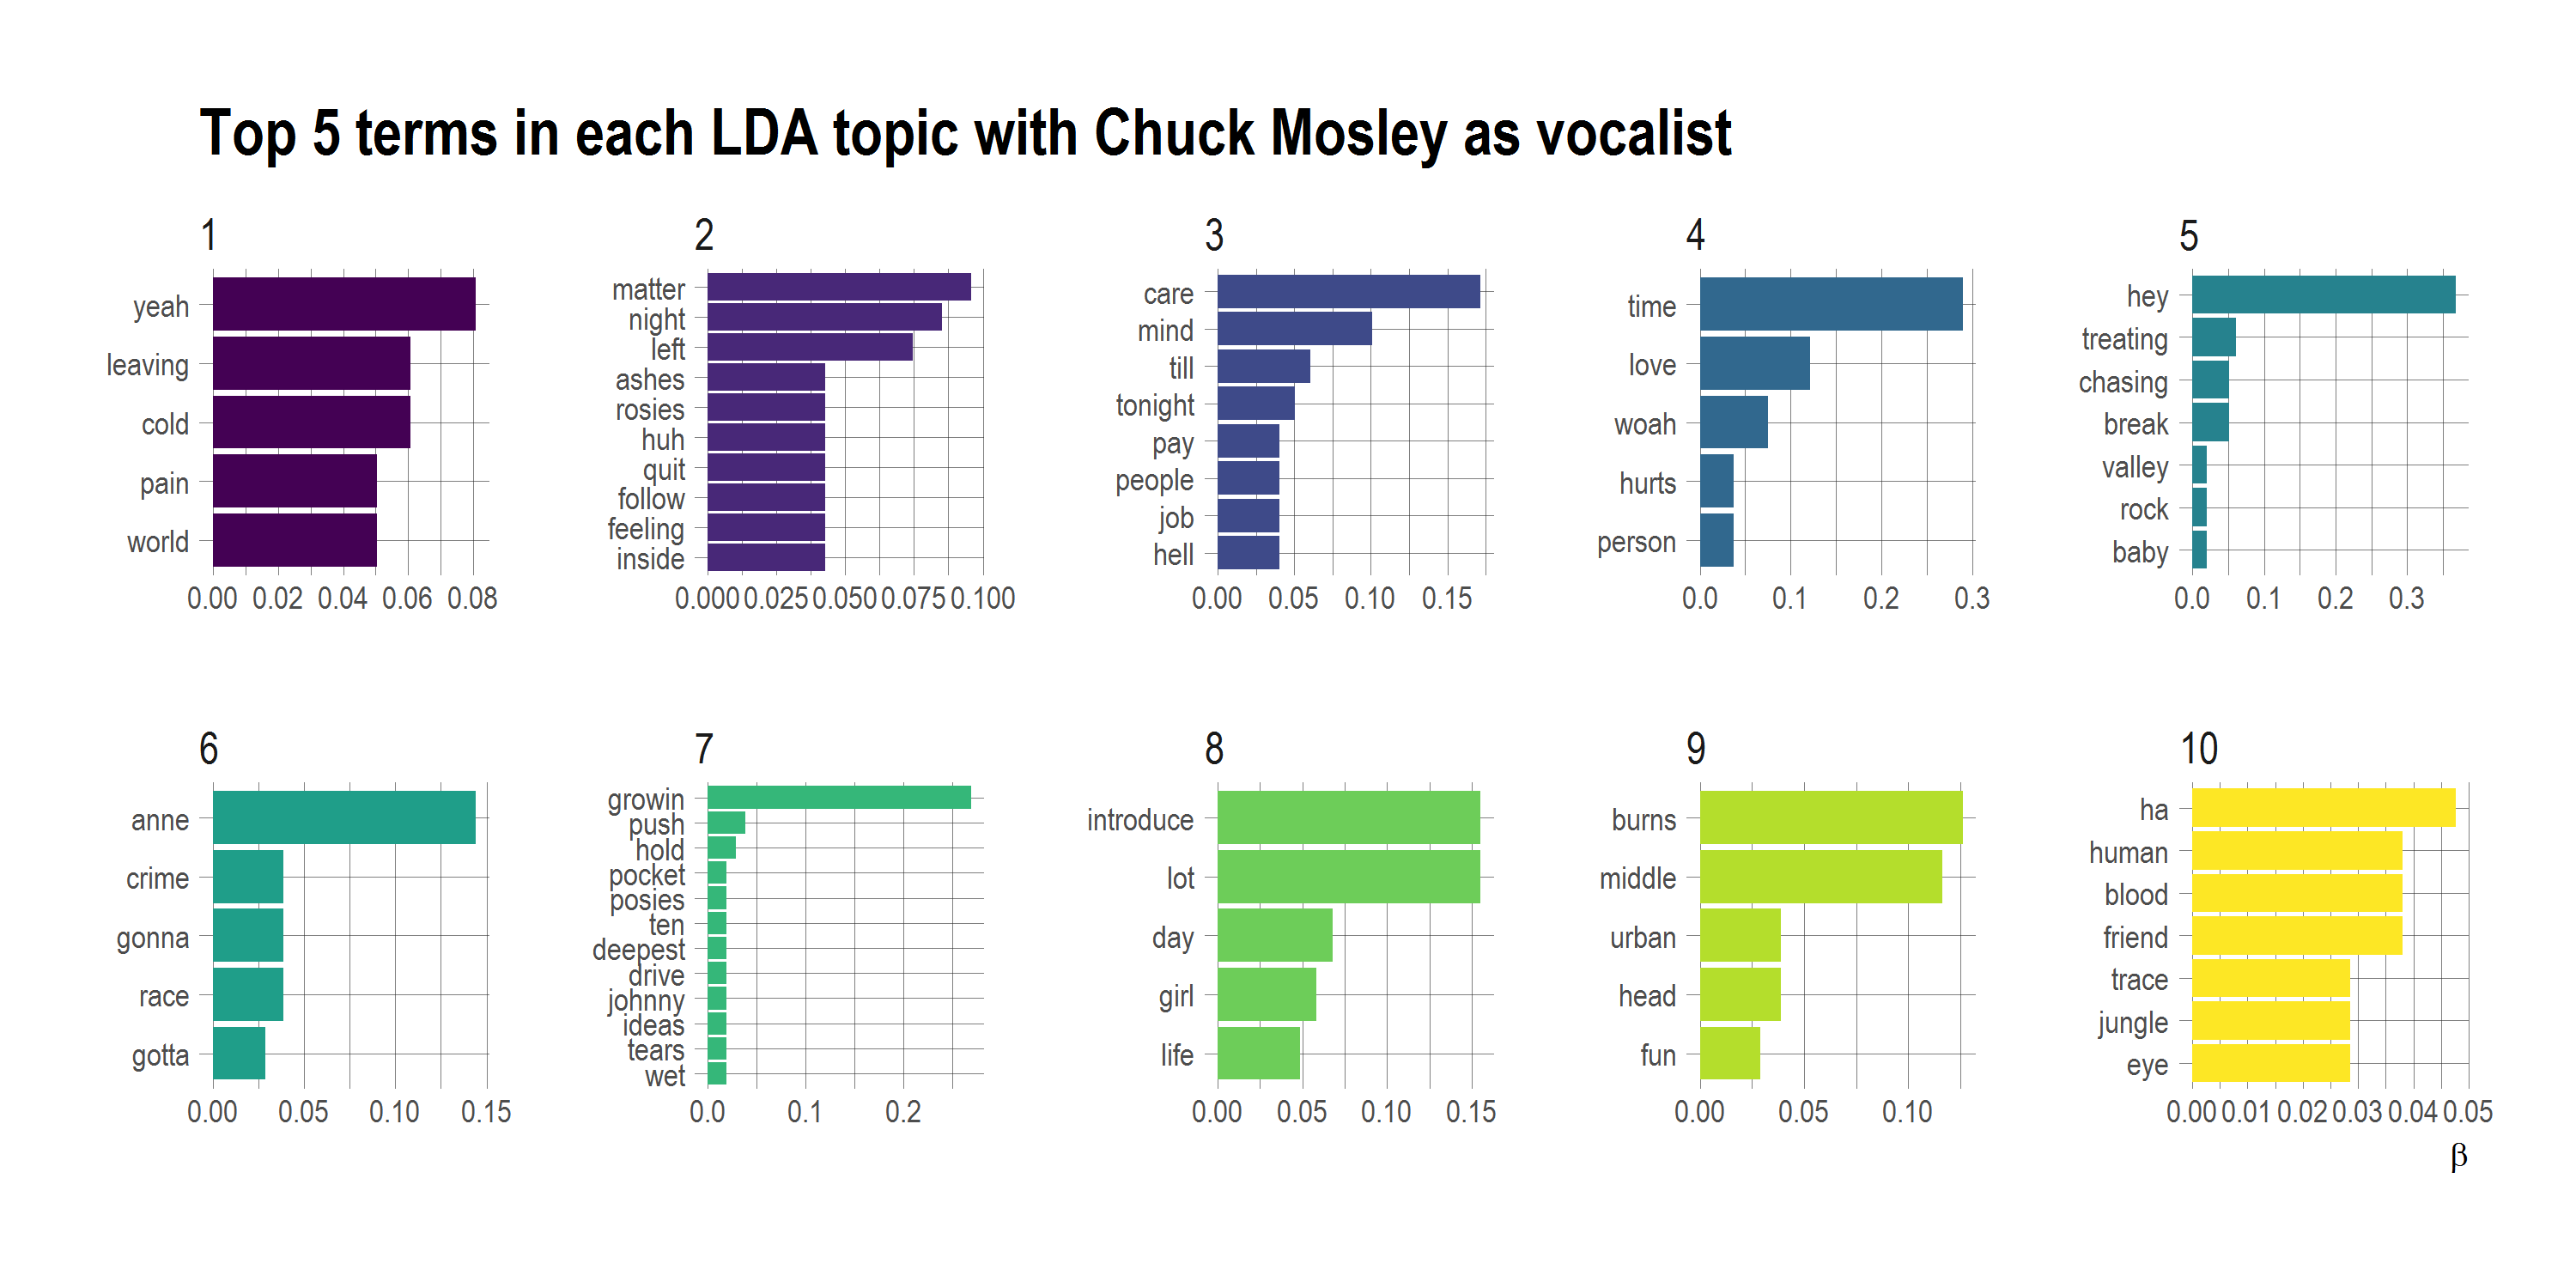 Top 5 terms in each LDA topic with Chuck Mosley as vocalist
1
yeah
leaving
cold
pain
world
0.00 0.02 0.04 0.06 0.08
2
matter
night
left
ashes
rosies
huh
quit
follow
feeling
inside
0.000 0.025 0.050 0.075 0.100
3
care
mind
till
tonight
pay
people
job
hell
0.00 0.05 0.10 0.15
4
time
love
woah
hurts
person
0.0 0.1 0.2 0.3
5
hey
treating
chasing
break
valley
rock
baby
0.0 0.1 0.2 0.3
6
anne
crime
gonna
race
gotta
0.00 0.05 0.10 0.15
7
growin
push
hold
pocket
posies
ten
deepest
drive
johnny
ideas
tears
wet
0.0 0.1 0.2
8
introduce
lot
day
girl
life
0.00 0.05 0.10 0.15
9
burns
middle
urban
head
fun
0.00 0.05 0.10
10
ha
human
blood
friend
trace
jungle
eye
0.00 0.01 0.02 0.03 0.04 0.05
β